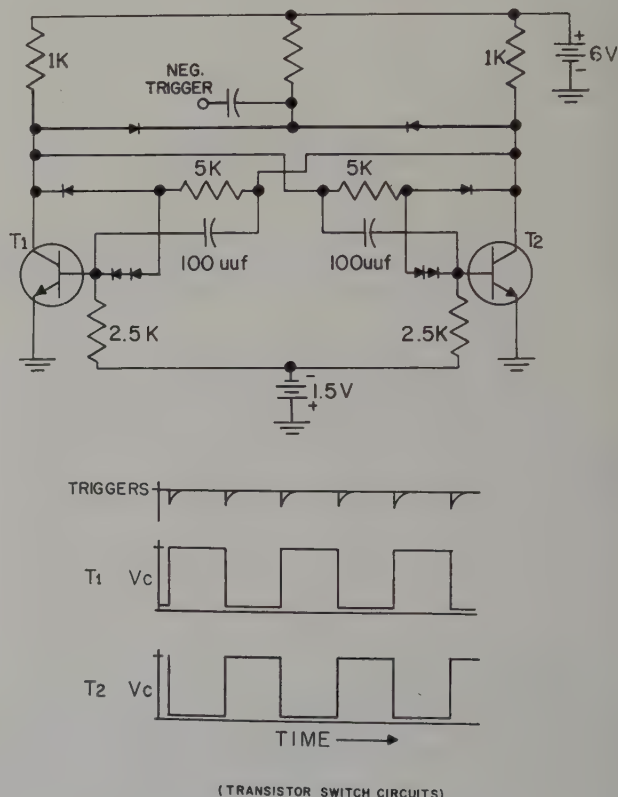 1K
NEG.
TRIGGER
1K
+
-
6V
5K
5K
T1
T2
100 uuf
100uuf
2.5K
2.5K
-
1.5V
+
TRIGGERS
T1 Vc
T2 Vc
TIME
(TRANSISTOR SWITCH CIRCUITS)